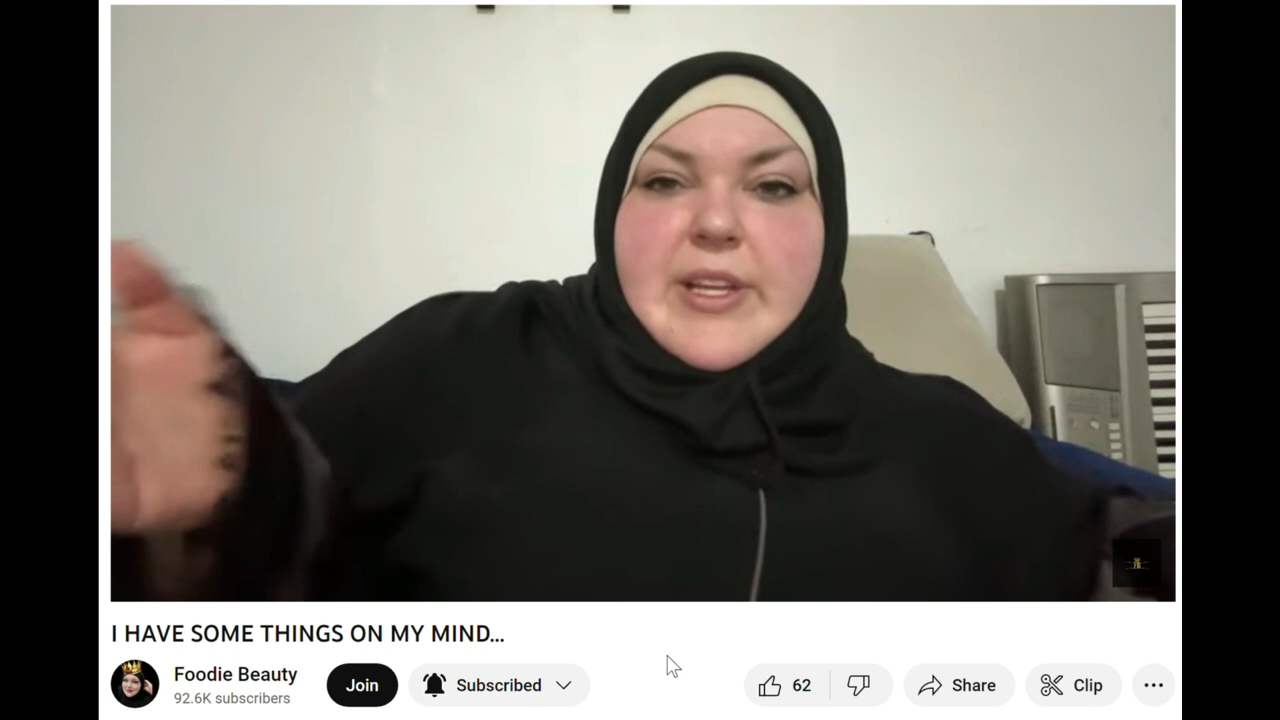 I HAVE SOME THINGS ON MY MIND...
Foodie Beauty
92.6K subscribers
Join
Subscribed
62
Share
Clip